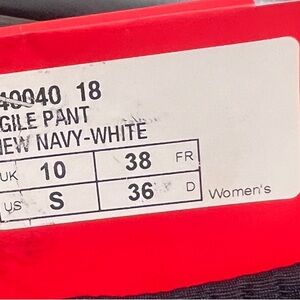 40040 18
GILE PANT
NEW NAVY-WHITE
UK 10 38 FR
US S 36 D Women's